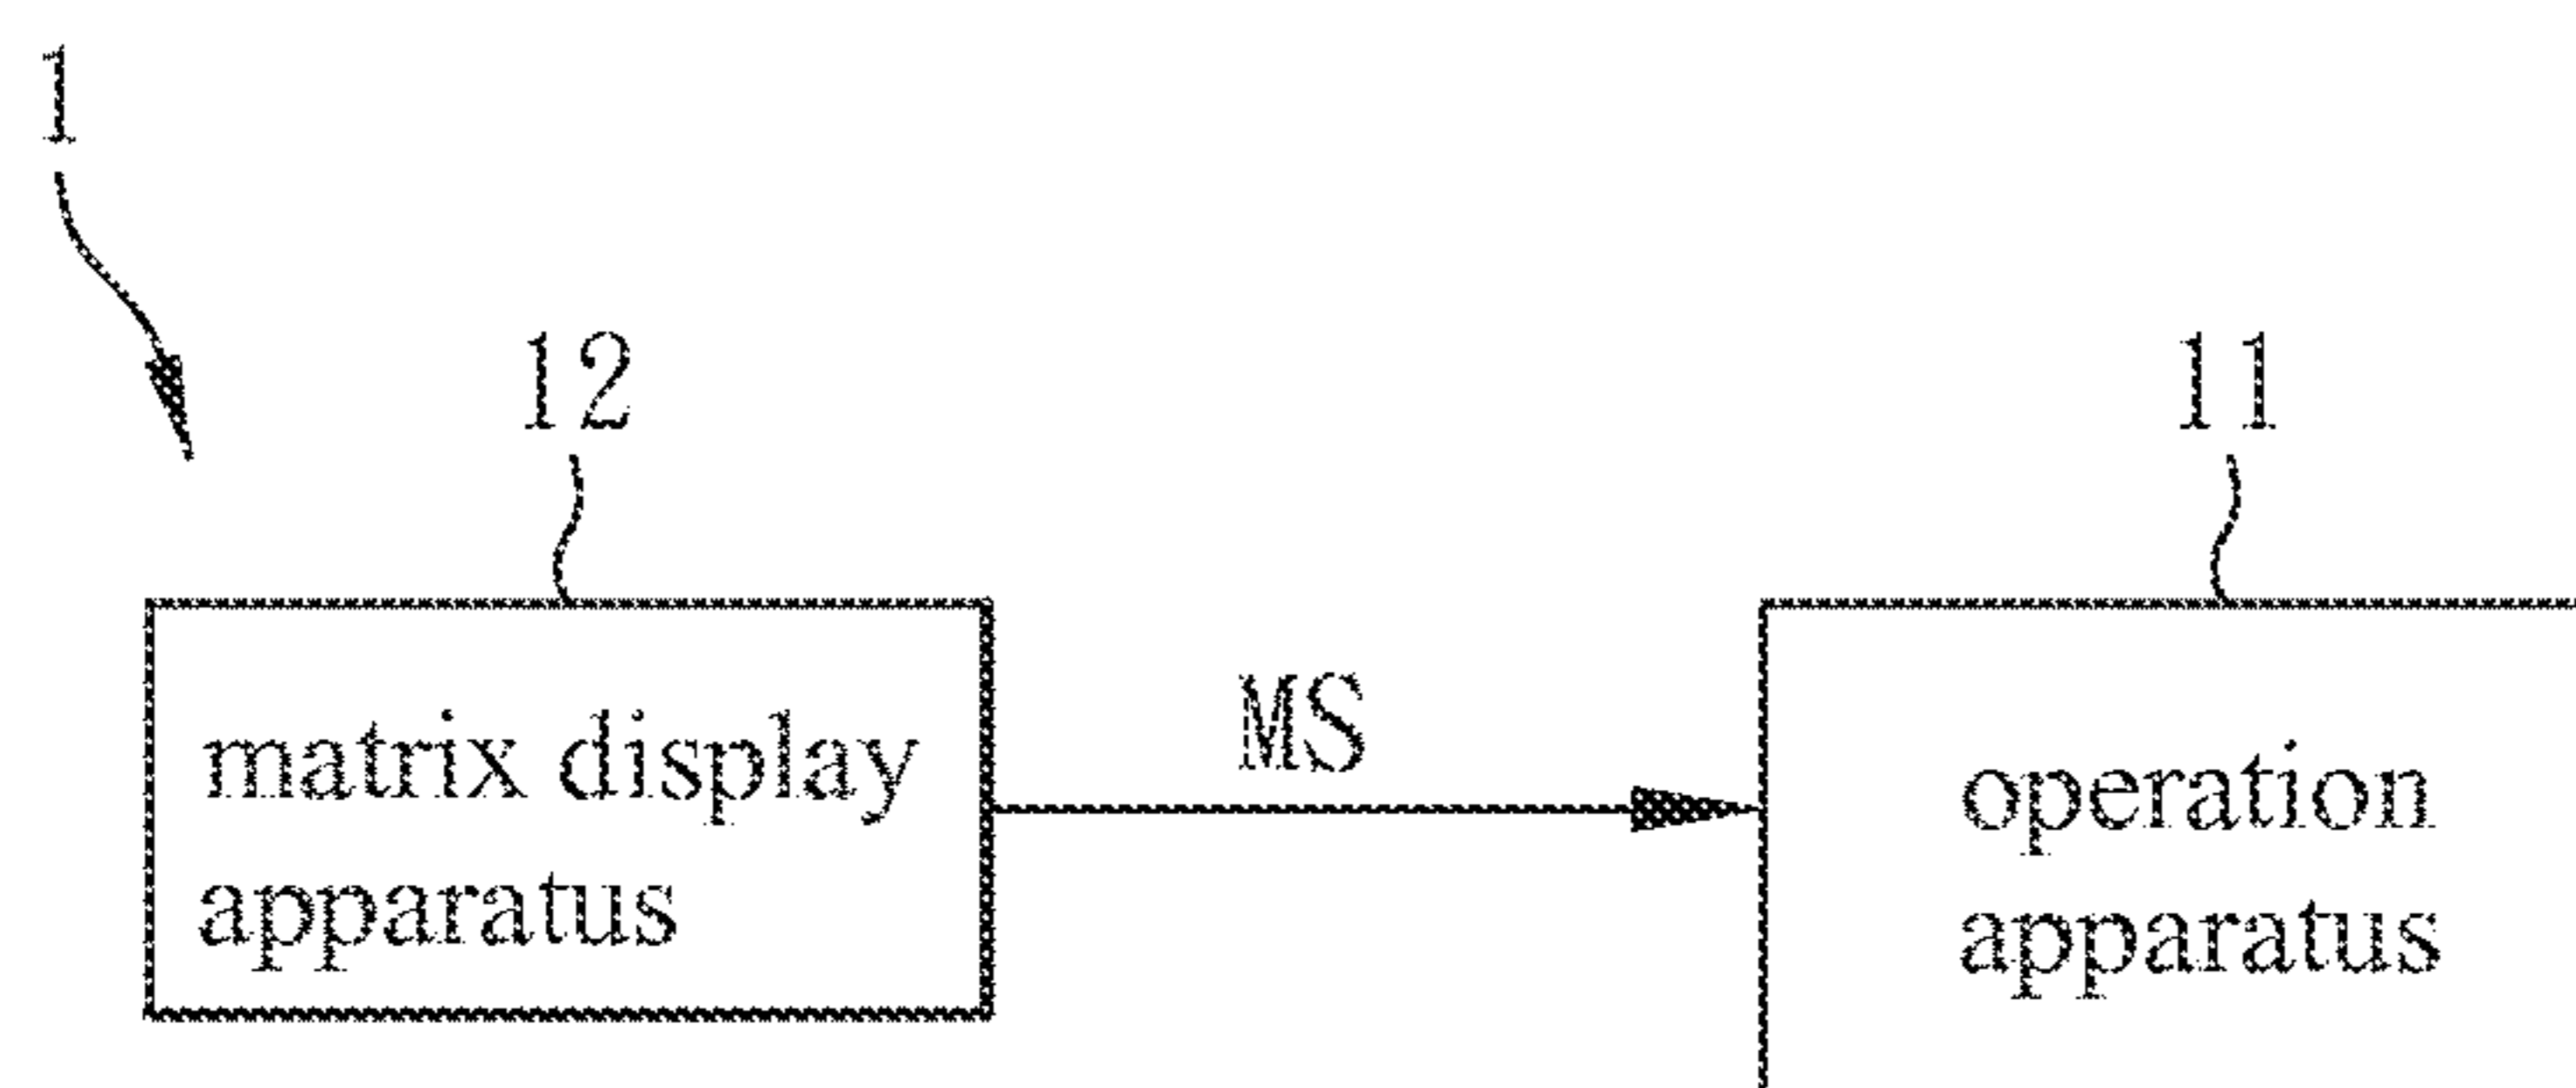 1
12
11
MS
matrix display
apparatus
operation
apparatus